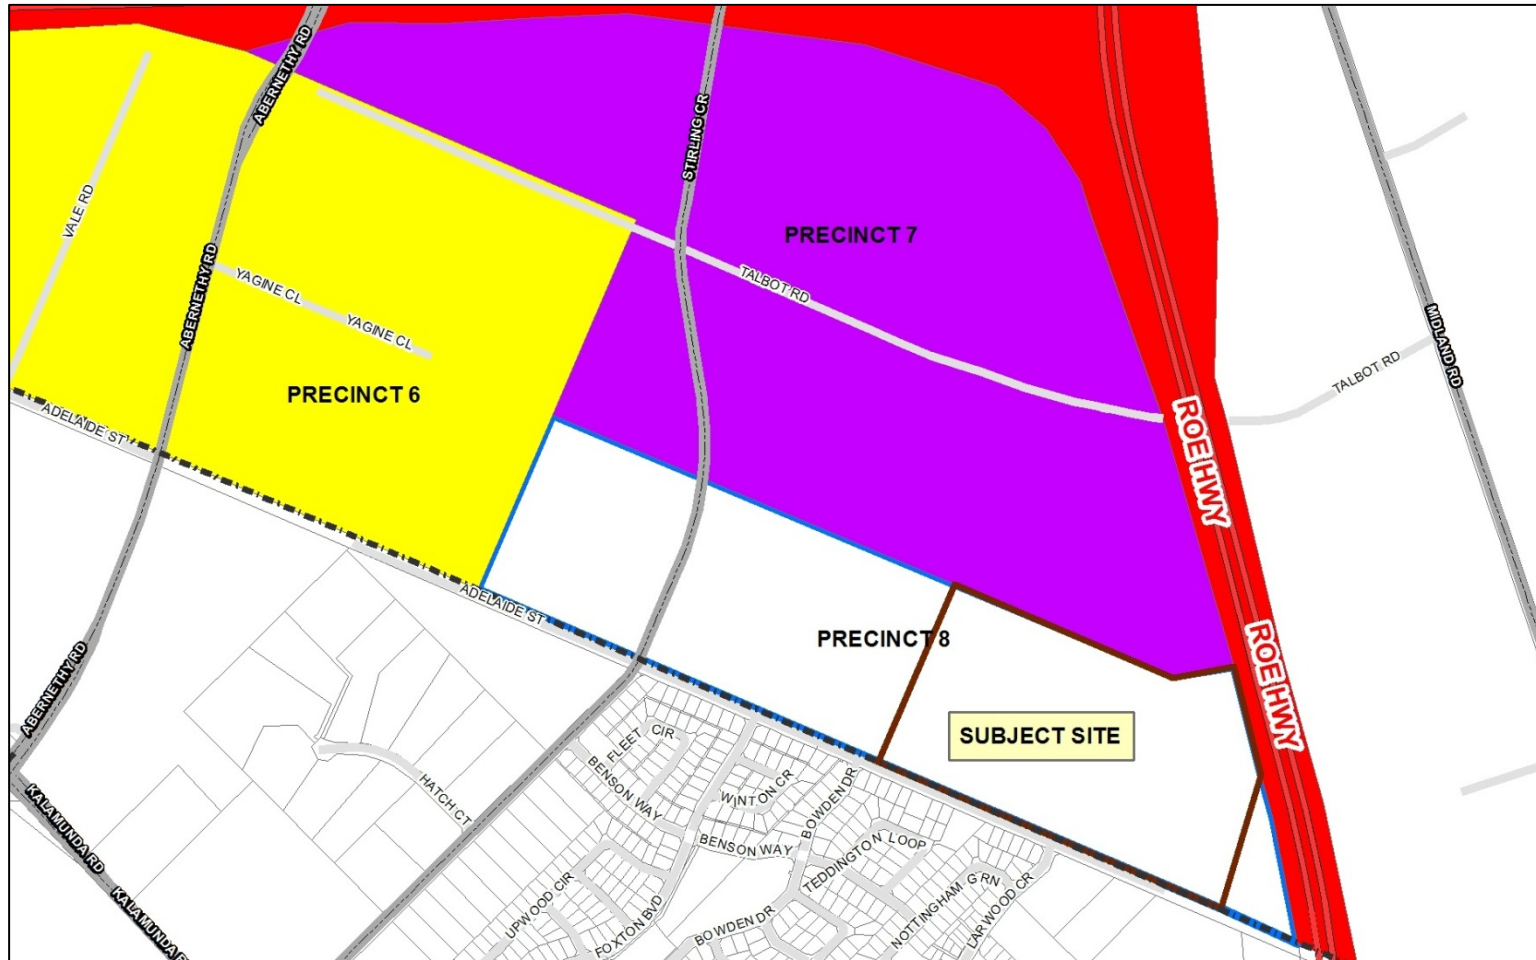 ABERNETHY RD
STIRLING CR
VALE RD
PRECINCT 7
ABERNETHY RD
YAGINE CL
TALBOT RD
YAGINE CL
MIDLAND RD
TALBOT RD
PRECINCT 6
ADELAIDE ST
ROE HWY
ADELAIDE ST
PRECINCT 8
ROE HWY
ABERNETHY RD
SUBJECT SITE
FLEET CIR
BENSON WAY
HATCH CT
WINTON CR
BOWDEN DR
KALAMUNDA RD
BENSON WAY
TEDDINGTON LOOP
UPWOOD CIR
FOXTON BVD
BOWDEN DR
NOTTINGHAM GRN
LARWOOD CR
KALAMUNDA R